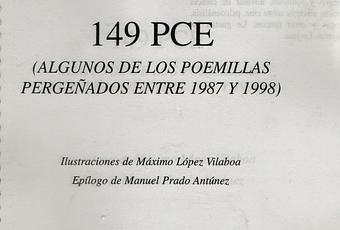 149 PCE
(ALGUNOS DE LOS POEMILLAS
PERGEÑADOS ENTRE 1987 Y 1998)
Ilustraciones de Máximo López Vilaboa
Epílogo de Manuel Prado Antúnez